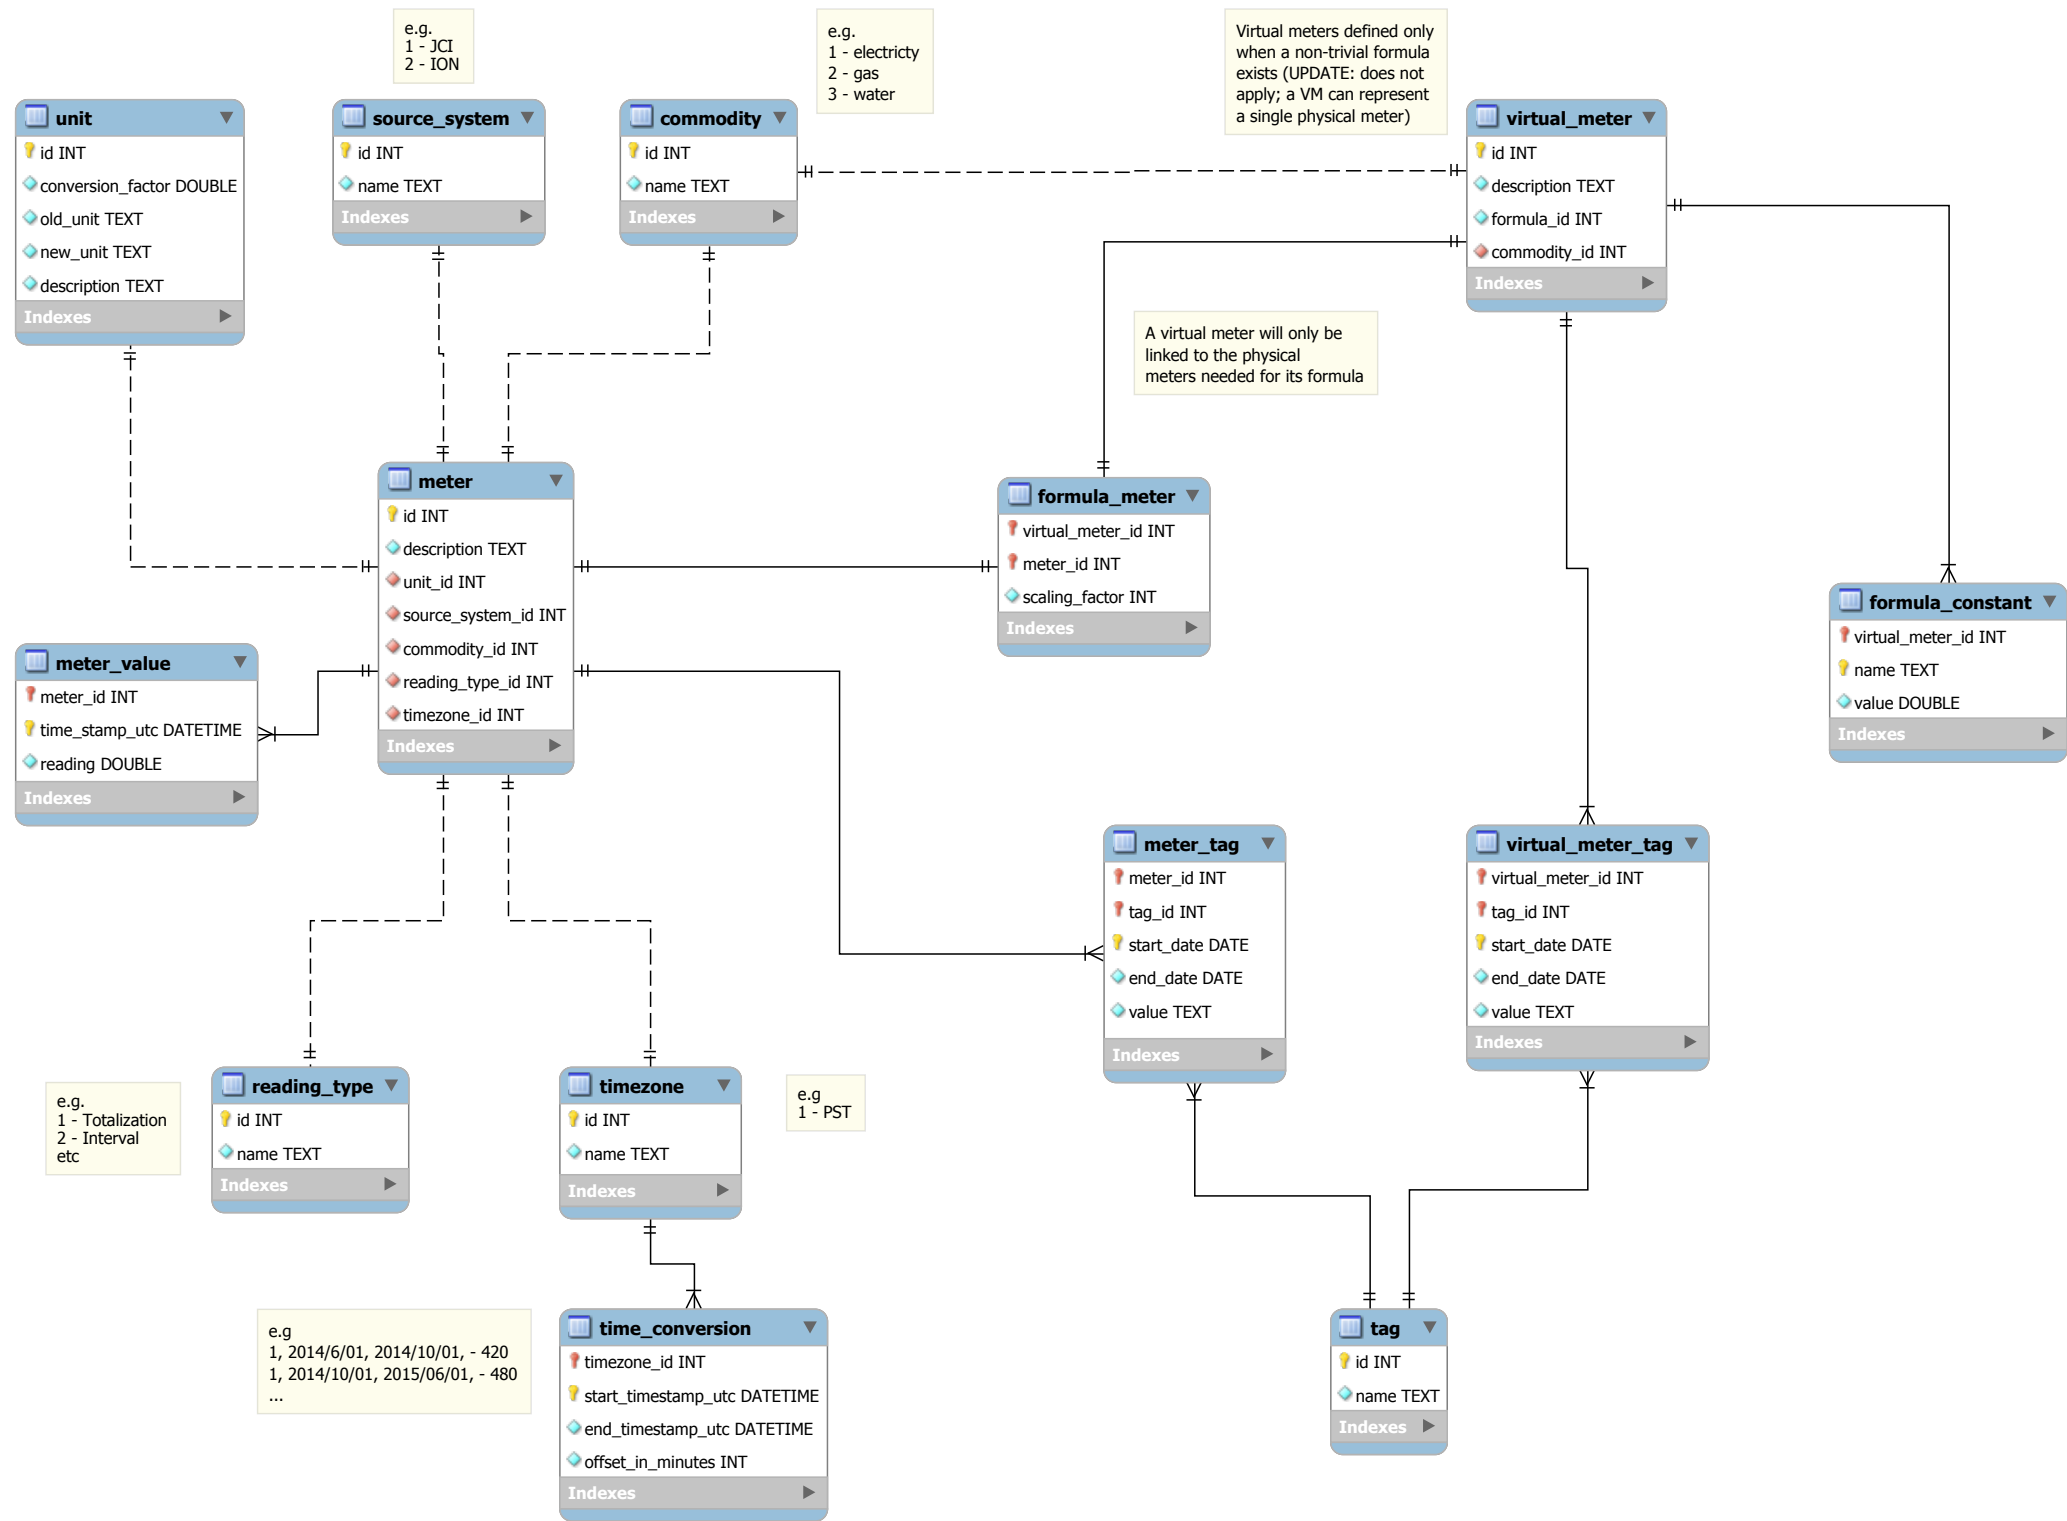 e.g.
1 - JCI
2 - ION
e.g.
1 - electricty
2 - gas
3 - water
Virtual meters defined only
when a non-trivial formula
exists (UPDATE: does not
apply; a VM can represent
a single physical meter)
unit
id INT
conversion_factor DOUBLE
old_unit TEXT
new_unit TEXT
description TEXT
Indexes
source_system
id INT
name TEXT
Indexes
commodity
id INT
name TEXT
Indexes
virtual_meter
id INT
description TEXT
formula_id INT
commodity_id INT
Indexes
A virtual meter will only be
linked to the physical
meters needed for its formula
meter
id INT
description TEXT
unit_id INT
source_system_id INT
commodity_id INT
reading_type_id INT
timezone_id INT
Indexes
formula_meter
virtual_meter_id INT
meter_id INT
scaling_factor INT
Indexes
formula_constant
virtual_meter_id INT
name TEXT
value DOUBLE
Indexes
meter_value
meter_id INT
time_stamp_utc DATETIME
reading DOUBLE
Indexes
meter_tag
meter_id INT
tag_id INT
start_date DATE
end_date DATE
value TEXT
Indexes
virtual_meter_tag
virtual_meter_id INT
tag_id INT
start_date DATE
end_date DATE
value TEXT
Indexes
e.g.
1 - Totalization
2 - Interval
etc
reading_type
id INT
name TEXT
Indexes
timezone
id INT
name TEXT
Indexes
e.g
1 - PST
e.g
1, 2014/6/01, 2014/10/01, - 420
1, 2014/10/01, 2015/06/01, - 480
...
time_conversion
timezone_id INT
start_timestamp_utc DATETIME
end_timestamp_utc DATETIME
offset_in_minutes INT
Indexes
tag
id INT
name TEXT
Indexes